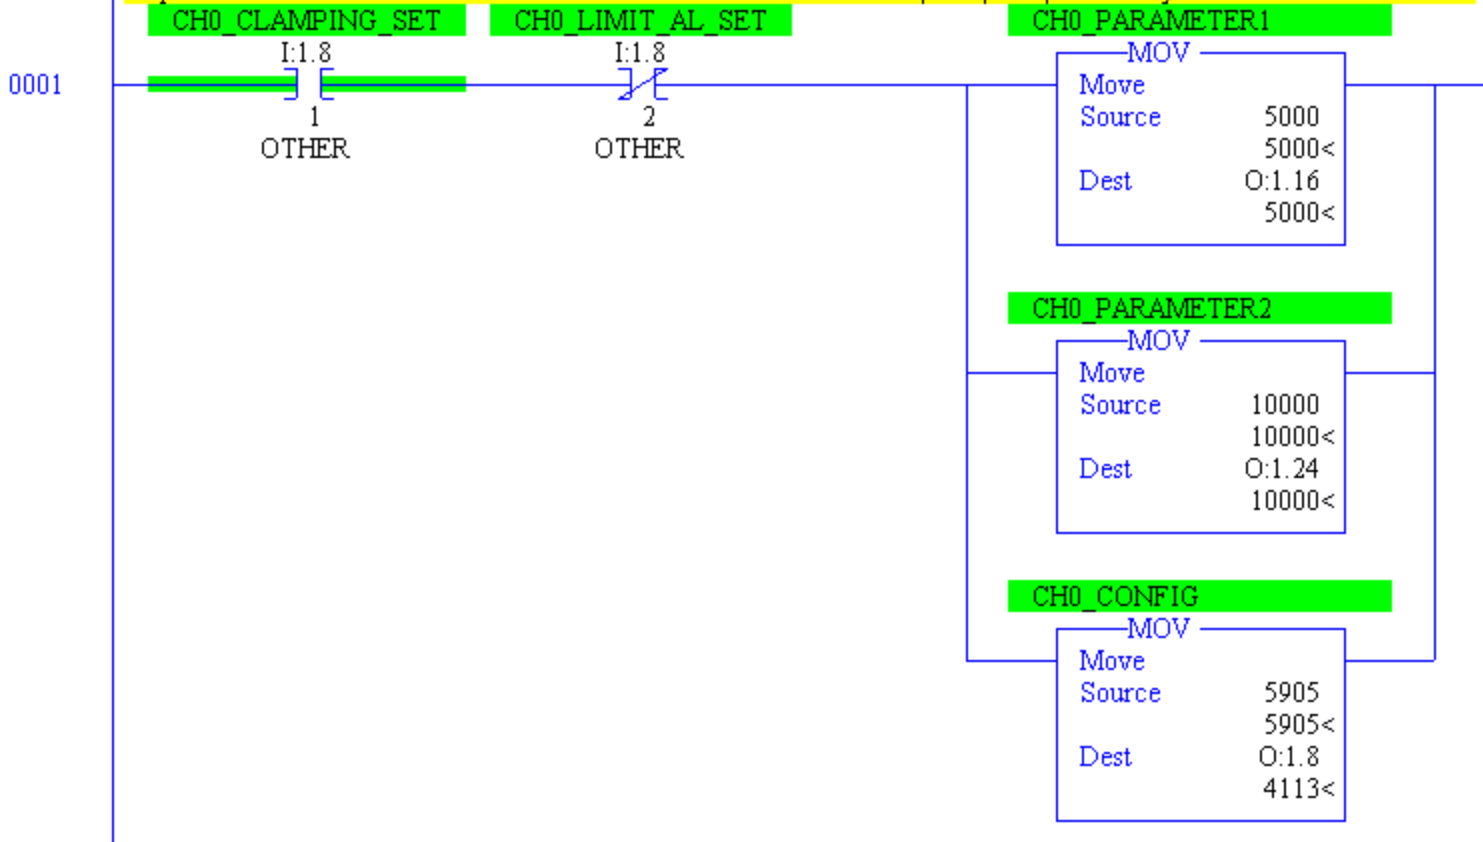 CH0_CLAMPING_SET CH0_LIMIT_AL_SET CH0_PARAMETER1
I:1.8 I:1.8 MOV
0001 Move
1 2 Source 5000
OTHER OTHER 5000<
Dest O:1.16
5000<
CH0_PARAMETER2
MOV
Move
Source 10000
10000<
Dest O:1.24
10000<
CH0_CONFIG
MOV
Move
Source 5905
5905<
Dest O:1.8
4113<